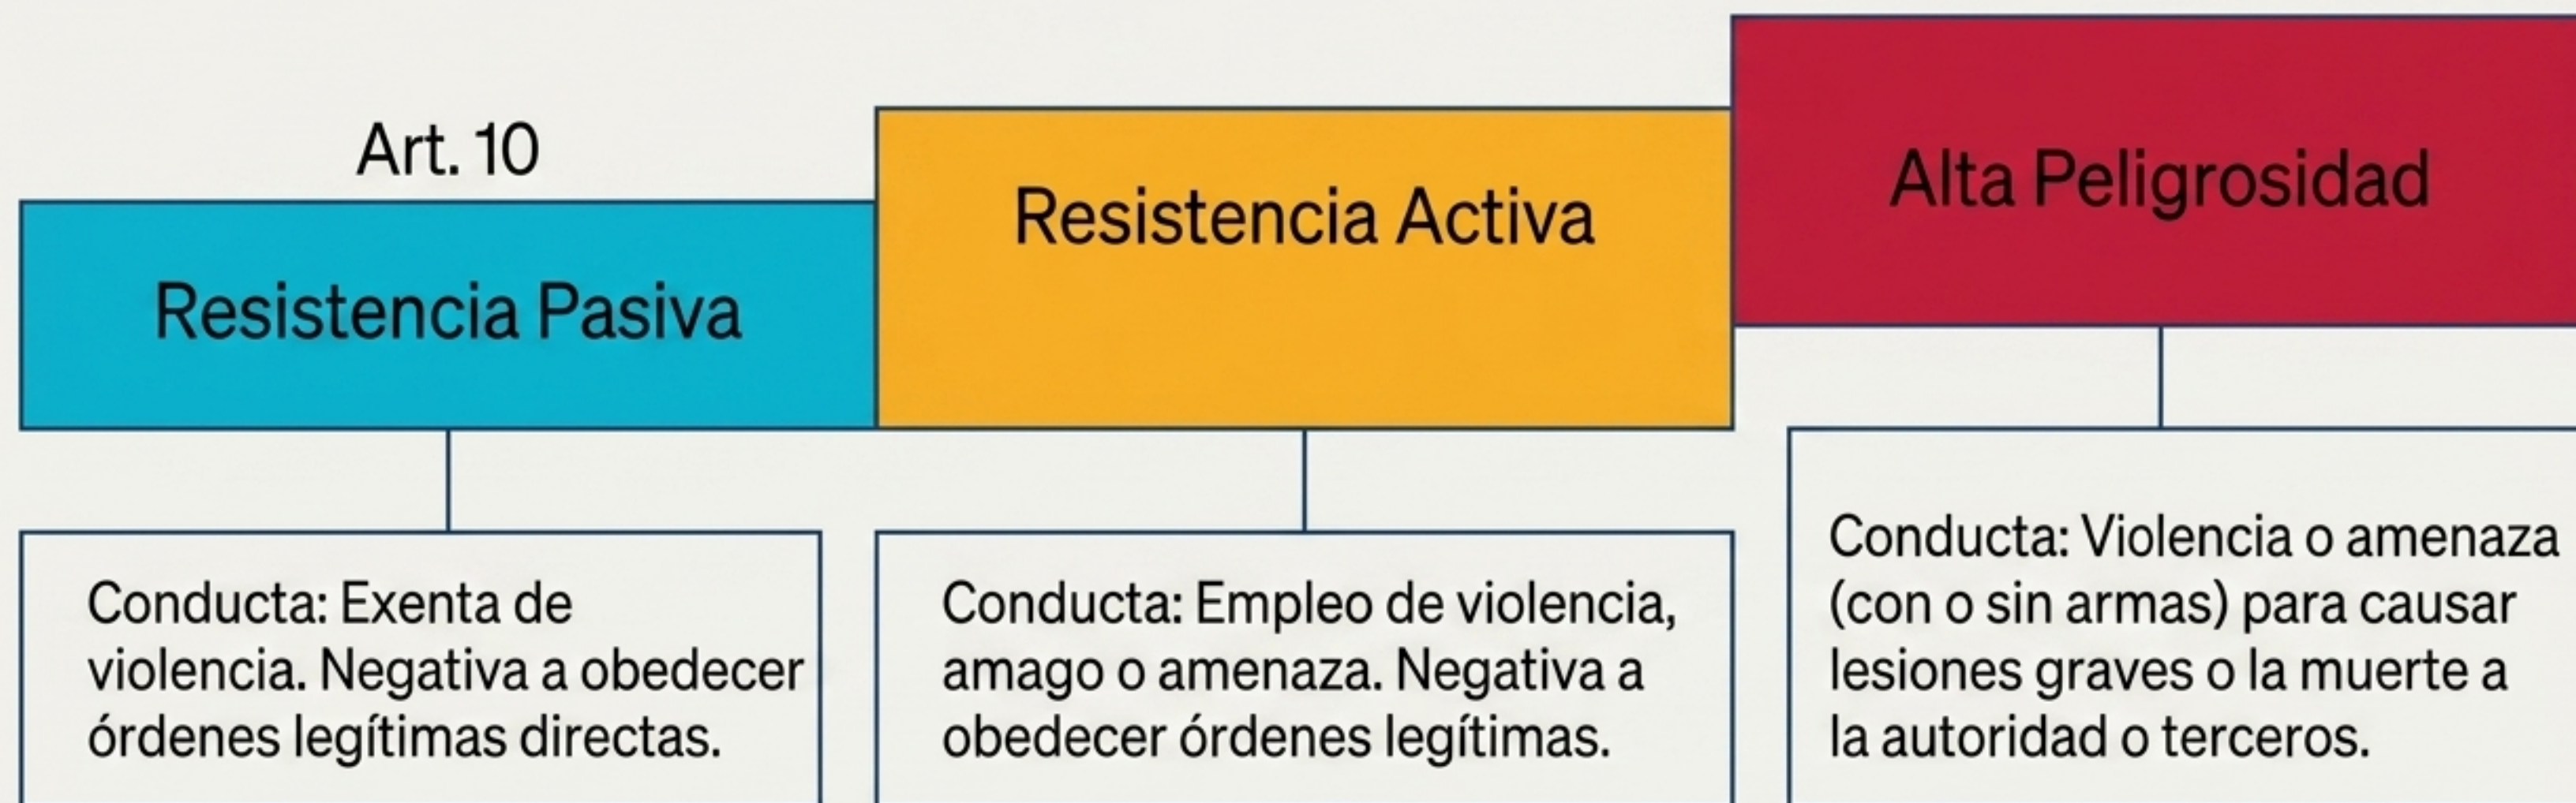 Art. 10
Resistencia Pasiva
Conducta: Exenta de
violencia. Negativa a obedecer
órdenes legítimas directas.
Resistencia Activa
Conducta: Empleo de violencia,
amago o amenaza. Negativa a
obedecer órdenes legítimas.
Alta Peligrosidad
Conducta: Violencia o amenaza
(con o sin armas) para causar
lesiones graves o la muerte a
la autoridad o terceros.